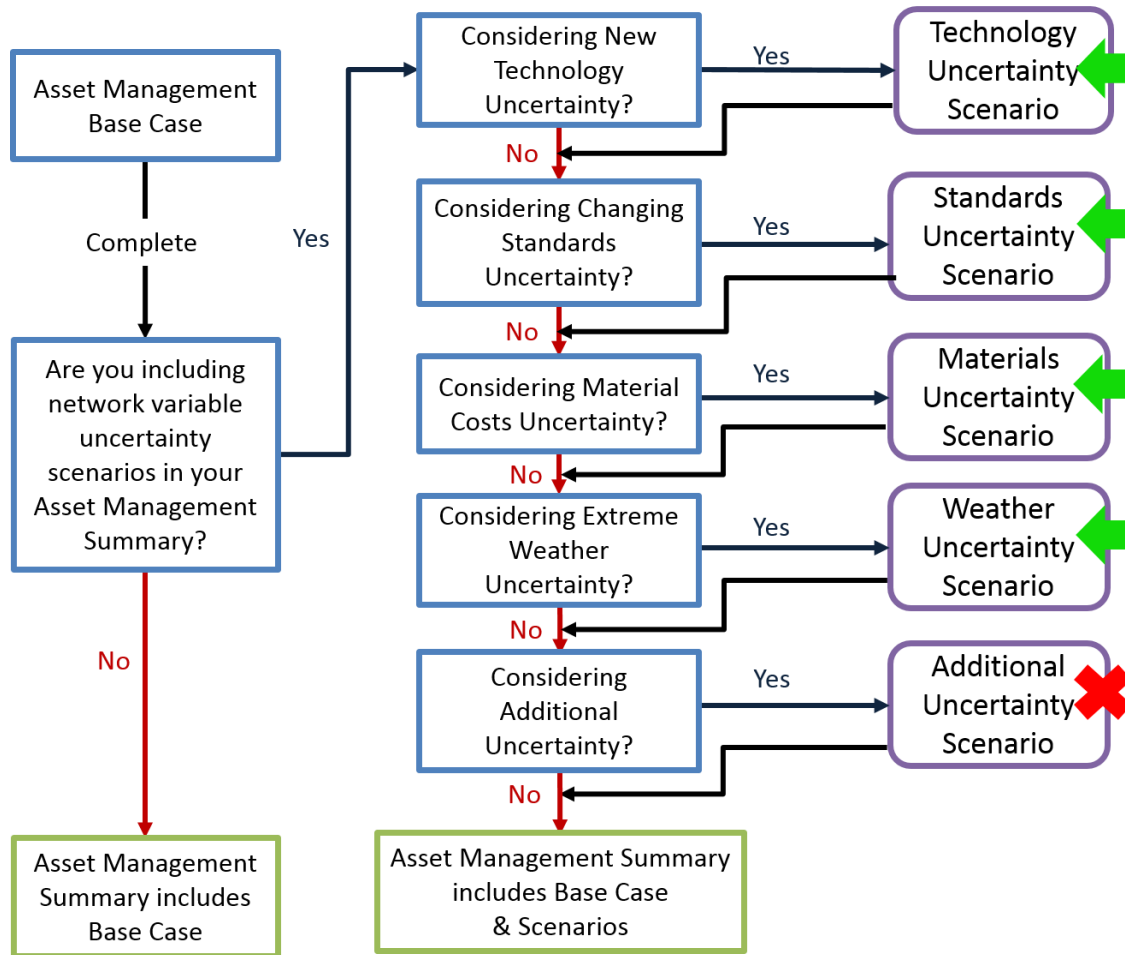 Asset Management
Base Case
Complete
Are you including
network variable
uncertainty
scenarios in your
Asset Management
Summary?
Yes
No
Asset Management
Summary includes
Base Case
Considering New
Technology
Uncertainty?
Yes
Technology
Uncertainty
Scenario
No
Considering Changing
Standards
Uncertainty?
Yes
Standards
Uncertainty
Scenario
No
Considering Material
Costs Uncertainty?
Yes
Materials
Uncertainty
Scenario
No
Considering Extreme
Weather
Uncertainty?
Yes
Weather
Uncertainty
Scenario
No
Considering
Additional
Uncertainty?
Yes
Additional
Uncertainty
Scenario
No
Asset Management Summary
includes Base Case
& Scenarios